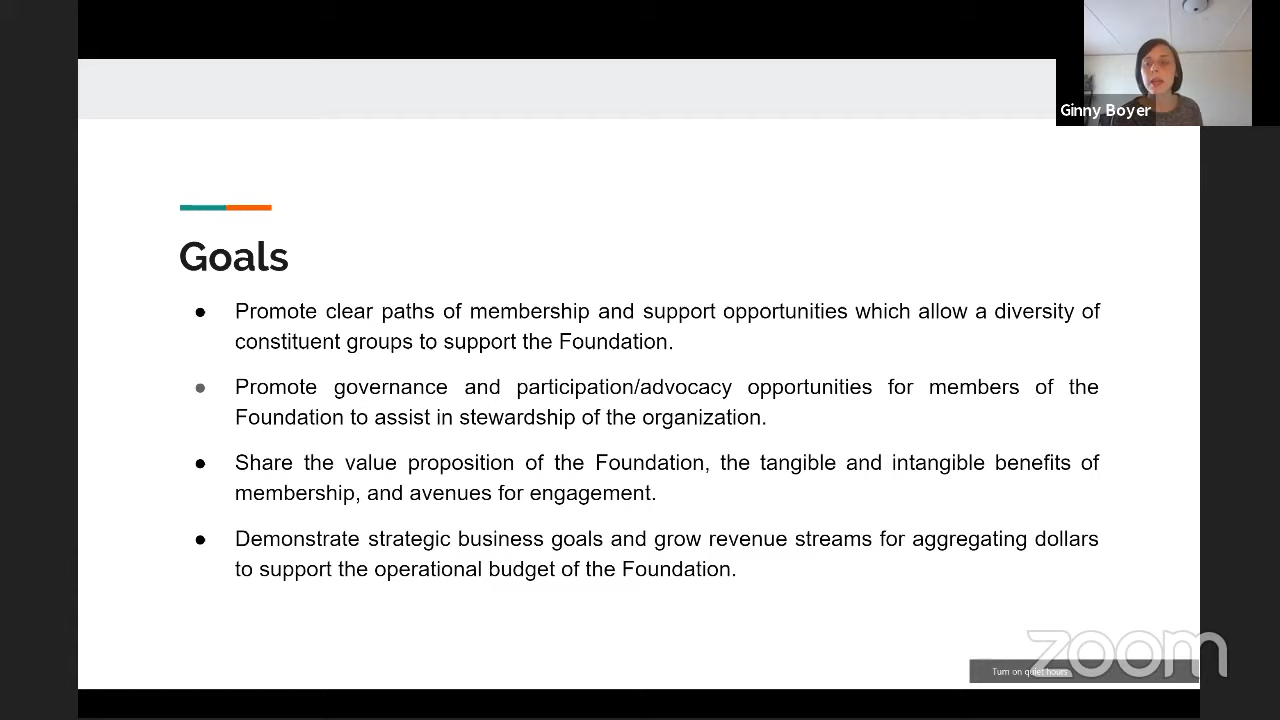 Ginny Boyer
Goals
● Promote clear paths of membership and support opportunities which allow a diversity of
constituent groups to support the Foundation.
● Promote governance and participation/advocacy opportunities for members of the
Foundation to assist in stewardship of the organization.
● Share the value proposition of the Foundation, the tangible and intangible benefits of
membership, and avenues for engagement.
● Demonstrate strategic business goals and grow revenue streams for aggregating dollars
to support the operational budget of the Foundation.
zoom
Turn on quiet hours